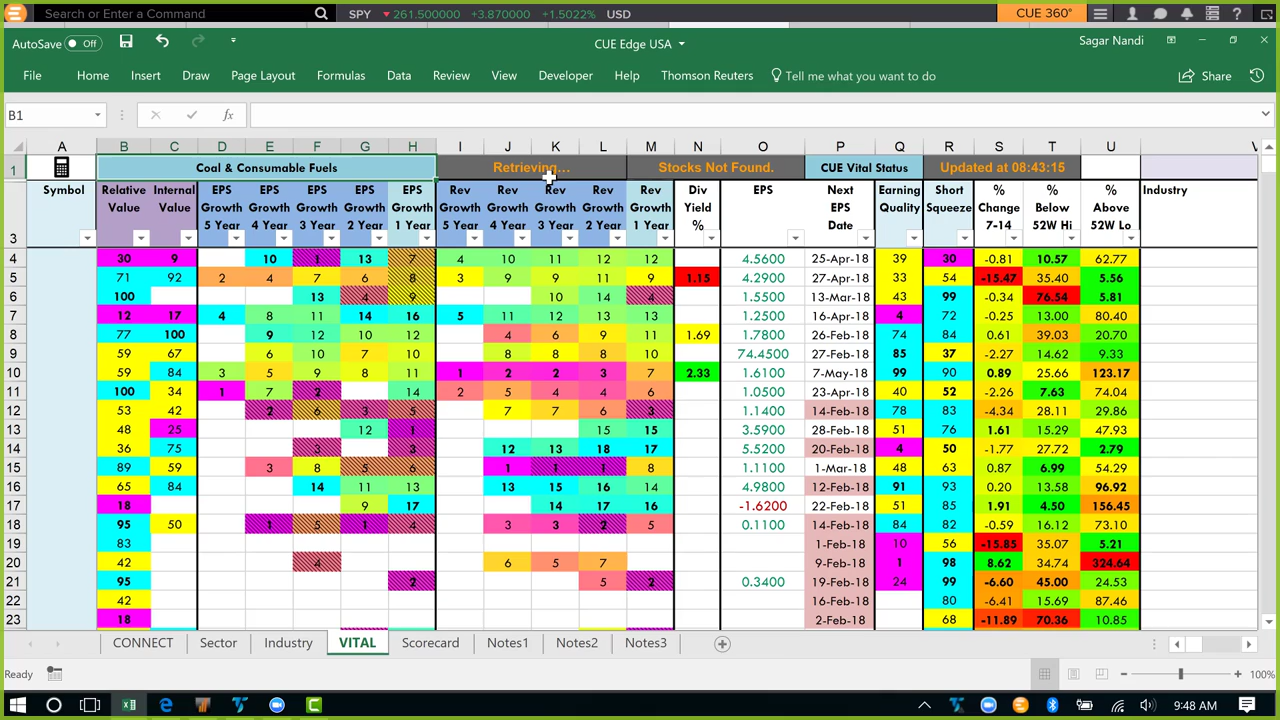 Search or Enter a Command SPY 261.500000 +3.870000 +1.5022% USD CUE 360°
AutoSave Off CUE Edge USA Sagar Nandi
File Home Insert Draw Page Layout Formulas Data Review View Developer Help Thomson Reuters Tell me what you want to do Share
B1 fx
A B C D E F G H I J K L M N O P Q R S T U V
1 Coal & Consumable Fuels Retrieving... Stocks Not Found. CUE Vital Status Updated at 08:43:15
Symbol Relative Internal EPS EPS EPS EPS EPS Rev Rev Rev Rev Rev Div EPS Next Earning Short % % % Industry
Value Value Growth Growth Growth Growth Growth Growth Growth Growth Growth Growth Yield EPS Quality Squeeze Change Below Above
3 5 Year 4 Year 3 Year 2 Year 1 Year 5 Year 4 Year 3 Year 2 Year 1 Year % Date 7-14 52W Hi 52W Lo
4 30 9 10 1 13 7 4 10 11 12 12 4.5600 25-Apr-18 39 30 -0.81 10.57 62.77
5 71 92 2 4 7 6 8 3 9 9 11 9 1.15 4.2900 27-Apr-18 33 54 -15.47 35.40 5.56
6 100 13 4 9 10 14 4 1.5500 13-Mar-18 43 99 -0.34 76.54 5.81
7 12 17 4 8 11 14 16 5 11 12 13 13 1.2500 16-Apr-18 4 72 -0.25 13.00 80.40
8 77 100 9 12 10 12 4 6 9 11 1.69 1.7800 26-Feb-18 74 84 0.61 39.03 20.70
9 59 67 6 10 7 10 8 8 8 10 74.4500 27-Feb-18 85 37 -2.27 14.62 9.33
10 59 84 3 5 9 8 11 1 2 2 3 7 2.33 1.6100 7-May-18 99 90 0.89 25.66 123.17
11 100 34 1 7 2 14 2 5 4 4 6 1.0500 23-Apr-18 40 52 -2.26 7.63 74.04
12 53 42 2 6 3 5 7 7 6 3 1.1400 14-Feb-18 78 83 -4.34 28.11 29.86
13 48 25 12 1 15 15 3.5900 28-Feb-18 51 76 1.61 15.29 47.93
14 36 75 3 3 12 13 18 17 5.5200 20-Feb-18 4 50 -1.77 27.72 2.79
15 89 59 3 8 5 6 1 1 1 8 1.1100 1-Mar-18 48 63 0.87 6.99 54.29
16 65 84 14 11 13 13 15 16 14 4.9800 12-Feb-18 91 93 0.20 13.58 96.92
17 18 9 17 14 17 16 -1.6200 22-Feb-18 51 85 1.91 4.50 156.45
18 95 50 1 5 1 4 3 3 2 5 0.1100 14-Feb-18 84 82 -0.59 16.12 73.10
19 83 1-Feb-18 10 56 -15.85 35.07 5.21
20 42 4 6 5 7 9-Feb-18 1 98 8.62 34.74 324.64
21 95 2 5 2 0.3400 19-Feb-18 24 99 -6.60 45.00 24.53
22 42 16-Feb-18 80 -6.41 15.69 87.46
23 18 2-Feb-18 68 -11.89 70.36 10.85
CONNECT Sector Industry VITAL Scorecard Notes1 Notes2 Notes3
Ready 100%
9:48 AM